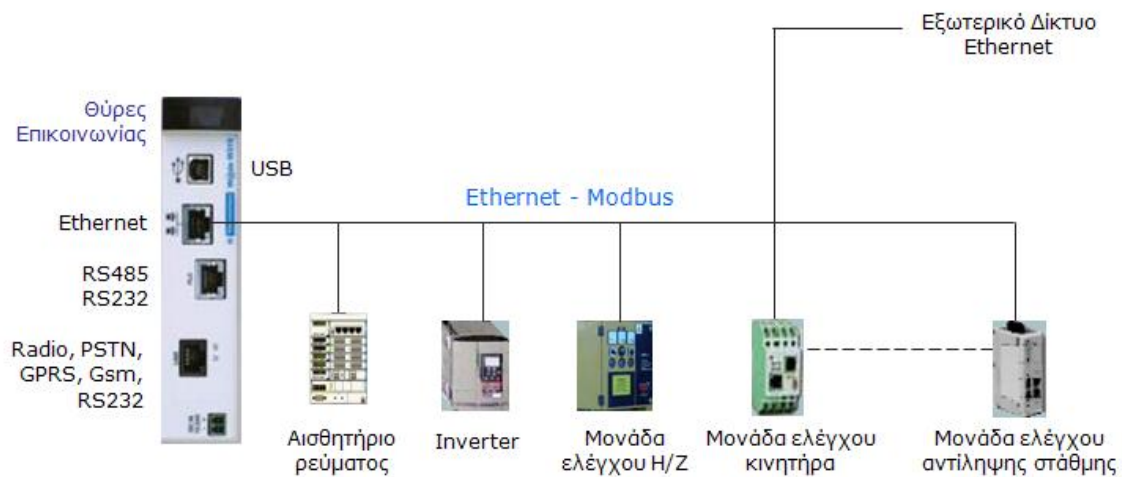 Εξωτερικό Δίκτυο
Ethernet
Θύρες
Επικοινωνίας
USB
Ethernet - Modbus
Ethernet
RS485
RS232
Radio, PSTN,
GPRS, Gsm,
RS232
Αισθητήριο
ρεύματος
Inverter
Μονάδα
ελέγχου Η/Ζ
Μονάδα ελέγχου
κινητήρα
Μονάδα ελέγχου
αντίληψης στάθμης